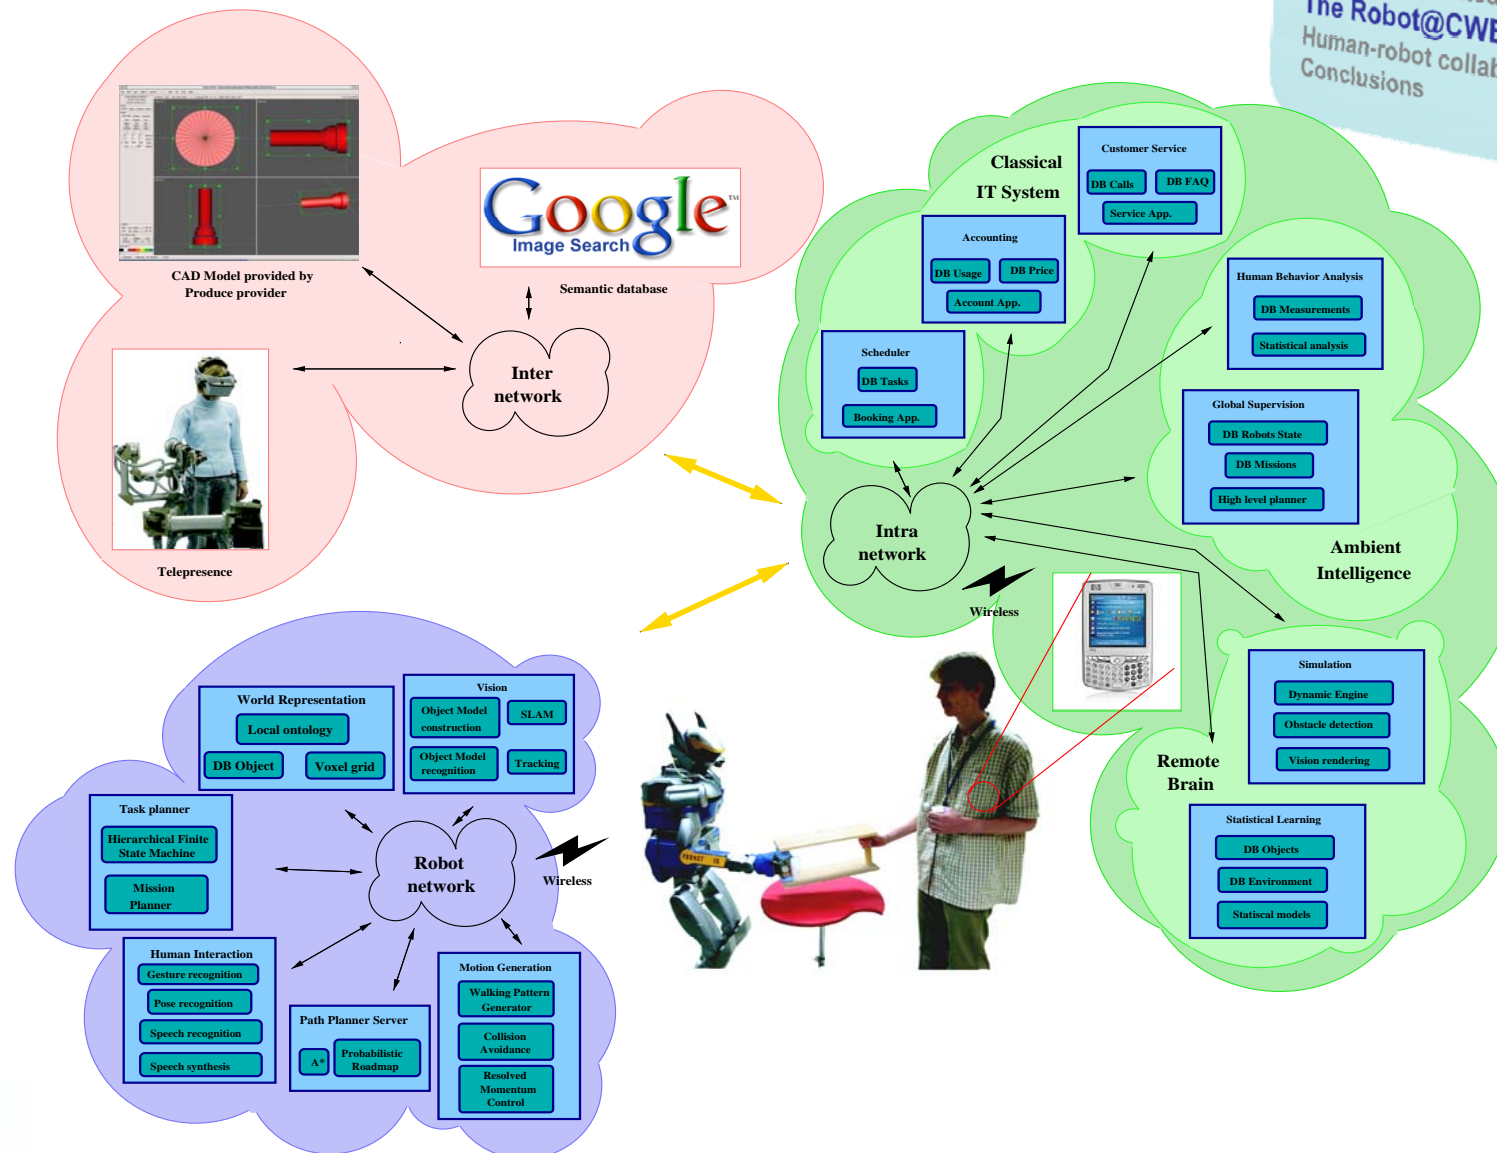 The Robot@CWE
Human-robot collab
Conclusions
CAD Model provided by
Produce provider
Google
TM
Image Search
Semantic database
Inter
network
Telepresence
Classical
IT System
Customer Service
DB Calls
DB FAQ
Service App.
Accounting
DB Usage
DB Price
Account App.
Scheduler
DB Tasks
Booking App.
Human Behavior Analysis
DB Measurements
Statistical analysis
Global Supervision
DB Robots State
DB Missions
High level planner
Ambient
Intelligence
Intra
network
Wireless
Simulation
Dynamic Engine
Obstacle detection
Vision rendering
Remote
Brain
Statistical Learning
DB Objects
DB Environment
Statiscal models
World Representation
Local ontology
DB Object
Voxel grid
Vision
Object Model
construction
SLAM
Object Model
recognition
Tracking
Task planner
Hierarchical Finite
State Machine
Mission
Planner
Robot
network
Wireless
Human Interaction
Gesture recognition
Pose recognition
Speech recognition
Speech synthesis
Path Planner Server
A*
Probabilistic
Roadmap
Motion Generation
Walking Pattern
Generator
Collision
Avoidance
Resolved
Momentum
Control